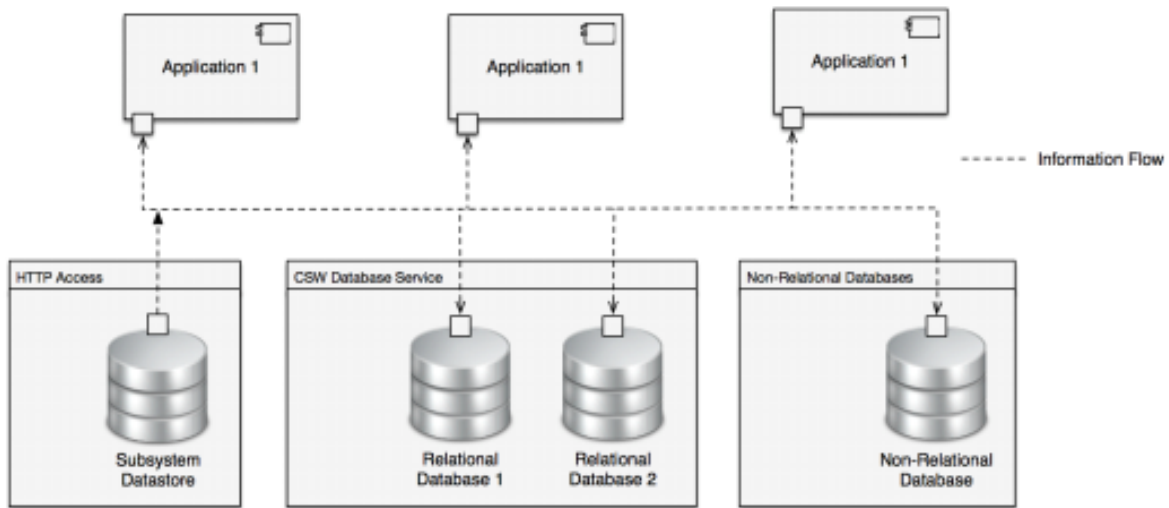 Application 1
Application 1
Application 1
Information Flow
HTTP Access
CSW Database Service
Non-Relational Databases
Subsystem
Datastore
Relational
Database 1
Relational
Database 2
Non-Relational
Database